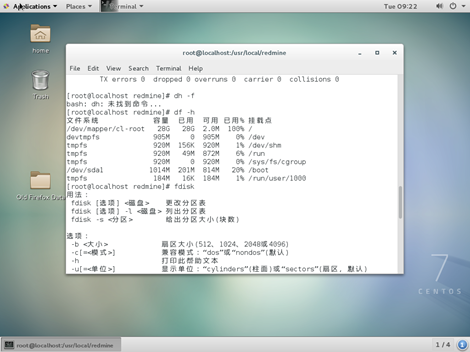 Applications Places Terminal Tue 09:22
home
Trash
Old Firefox Data
root@localhost:/usr/local/redmine
File Edit View Search Terminal Help
TX errors 0 dropped 0 overruns 0 carrier 0 collisions 0
[root@localhost redmine]# dh -f
bash: dh: 未找到命令...
[root@localhost redmine]# df -h
文件系统 容量 已用 可用 已用% 挂载点
/dev/mapper/cl-root 28G 28G 2.0M 100% /
devtmpfs 905M 0 905M 0% /dev
tmpfs 920M 156K 920M 1% /dev/shm
tmpfs 920M 49M 872M 6% /run
tmpfs 920M 0 920M 0% /sys/fs/cgroup
/dev/sda1 1014M 201M 814M 20% /boot
tmpfs 184M 16K 184M 1% /run/user/1000
[root@localhost redmine]# fdisk
用法：
fdisk [选项] <磁盘> 更改分区表
fdisk [选项] -l <磁盘> 列出分区表
fdisk -s <分区> 给出分区大小(块数)
选项：
-b <大小> 扇区大小(512、1024、2048或4096)
-c[=<模式>] 兼容模式：“dos”或“nondos”(默认)
-h 打印此帮助文本
-u[=<单位>] 显示单位：“cylinders”(柱面)或“sectors”(扇区，默认)
7
CENTOS
root@localhost:/usr/local/redmine 1 / 4